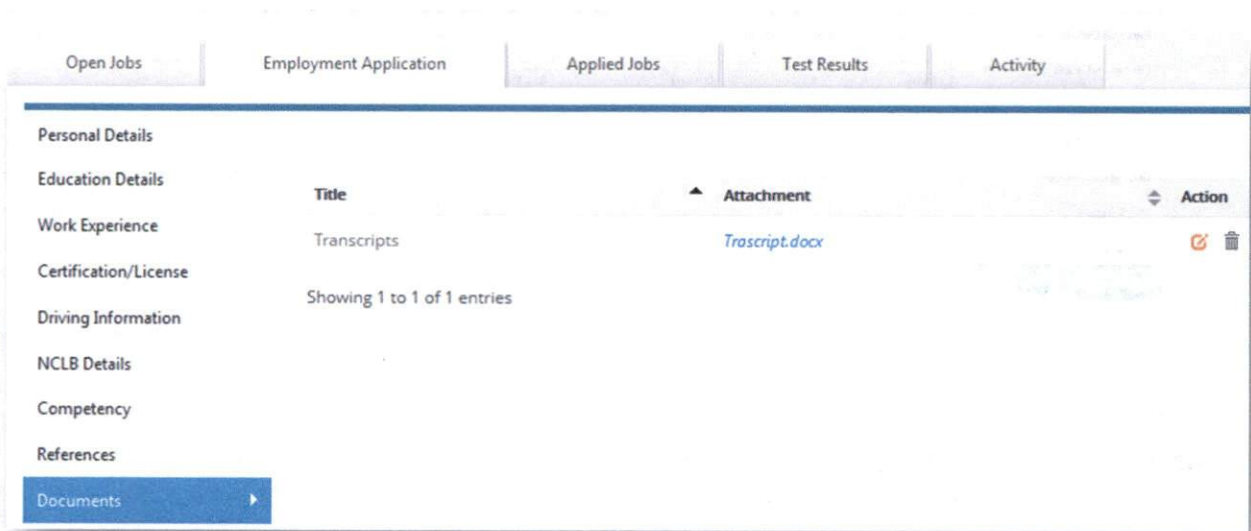 Open Jobs Employment Application Applied Jobs Test Results Activity
Personal Details
Education Details
Work Experience
Certification/License
Driving Information
NCLB Details
Competency
References
Documents
Title Attachment Action
Transcripts Trascript.docx
Showing 1 to 1 of 1 entries